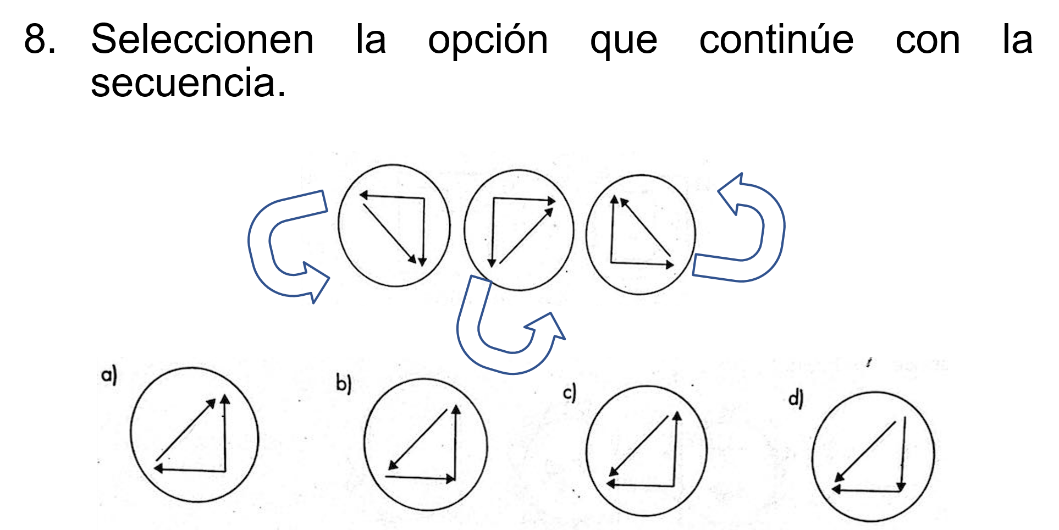 8. Seleccionen la opción que continúe con la
secuencia.
a)
b)
c)
d)